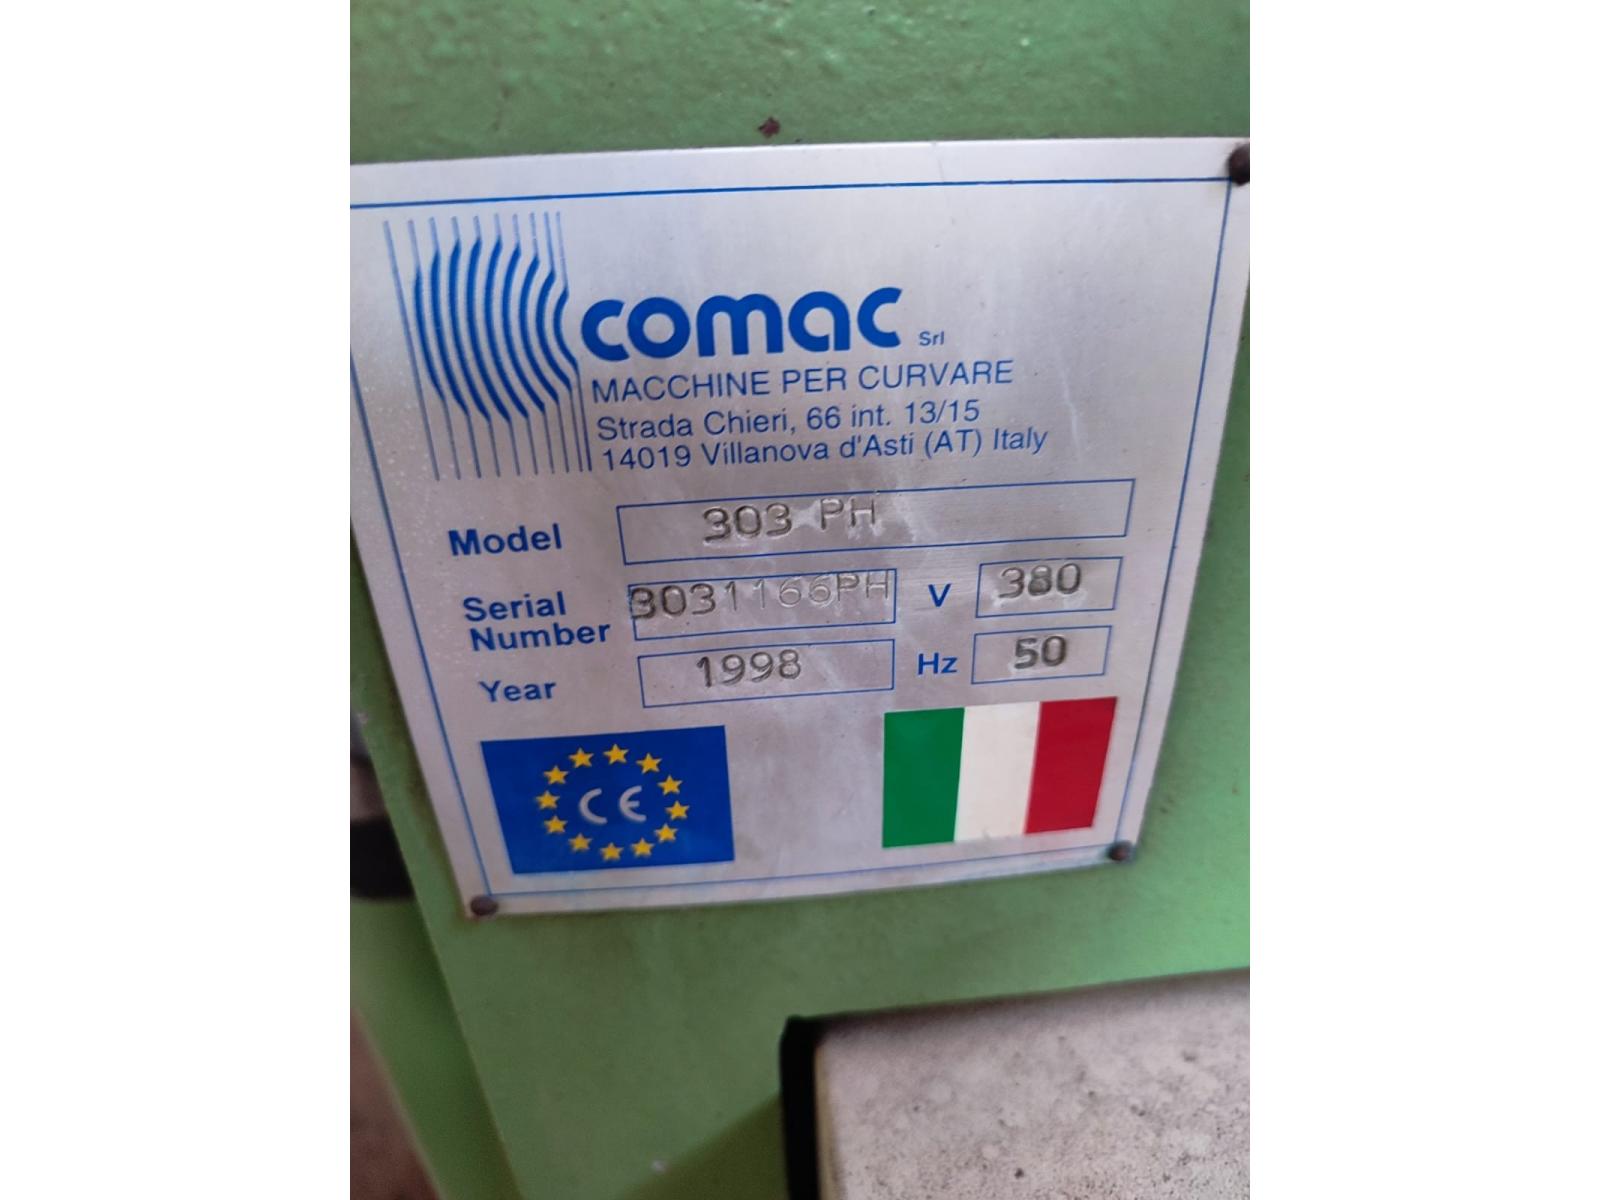 comac Srl
MACCHINE PER CURVARE
Strada Chieri, 66 int. 13/15
14019 Villanova d'Asti (AT) Italy
Model 303 PH
Serial Number 3031166PH V 380
Year 1998 Hz 50
CE